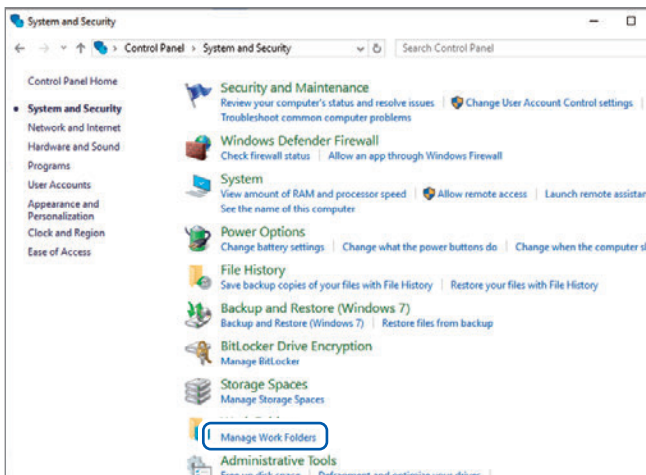 System and Security
Control Panel > System and Security
Search Control Panel
Control Panel Home
System and Security
Network and Internet
Hardware and Sound
Programs
User Accounts
Appearance and
Personalization
Clock and Region
Ease of Access
Security and Maintenance
Review your computer's status and resolve issues | Change User Account Control settings |
Troubleshoot common computer problems
Windows Defender Firewall
Check firewall status | Allow an app through Windows Firewall
System
View amount of RAM and processor speed | Allow remote access | Launch remote assistan
See the name of this computer
Power Options
Change battery settings | Change what the power buttons do | Change when the computer sl
File History
Save backup copies of your files with File History | Restore your files with File History
Backup and Restore (Windows 7)
Backup and Restore (Windows 7) | Restore files from backup
BitLocker Drive Encryption
Manage BitLocker
Storage Spaces
Manage Storage Spaces
Manage Work Folders
Administrative Tools